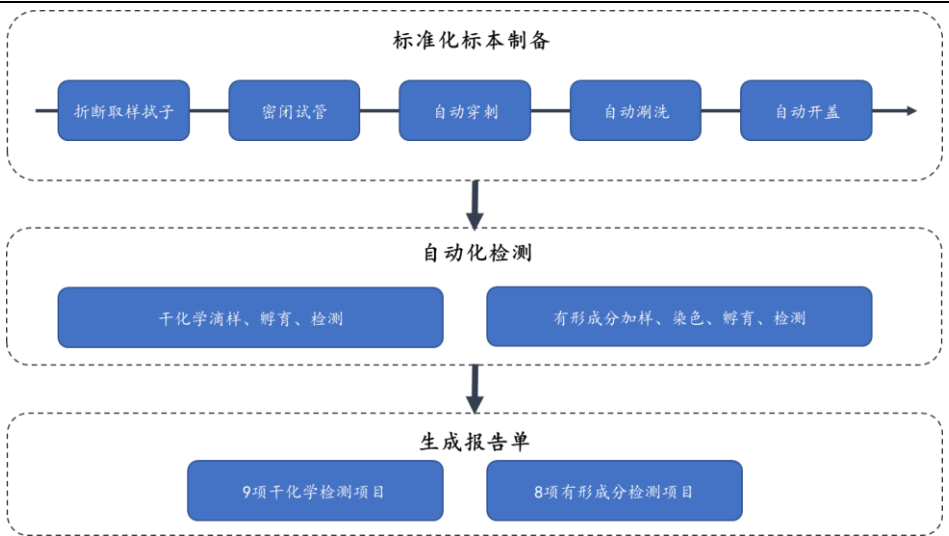 标准化标本制备
折断取样拭子
密闭试管
自动穿刺
自动涮洗
自动开盖
自动化检测
干化学滴样、孵育、检测
有形成分加样、染色、孵育、检测
生成报告单
9项干化学检测项目
8项有形成分检测项目